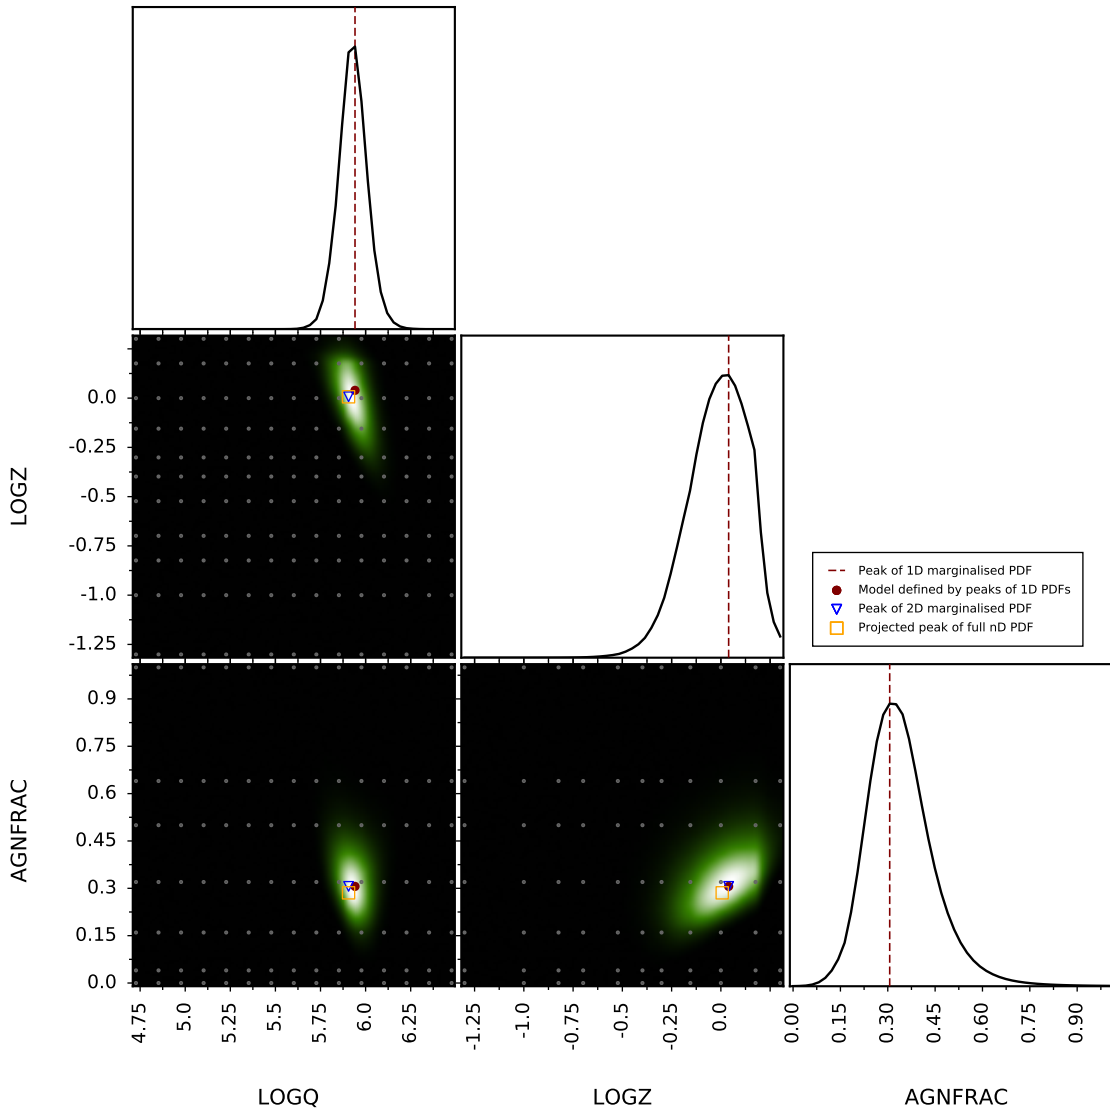 LOGZ
0.0
-0.25
-0.5
-0.75
-1.0
-1.25
Peak of 1D marginalised PDF
Model defined by peaks of 1D PDFs
Peak of 2D marginalised PDF
Projected peak of full nD PDF
AGNFRAC
0.9
0.75
0.6
0.45
0.3
0.15
0.0
4.75 5.0 5.25 5.5 5.75 6.0 6.25
-1.25 -1.0 -0.75 -0.5 -0.25 0.0
0.00 0.15 0.30 0.45 0.60 0.75 0.90
LOGQ LOGZ AGNFRAC